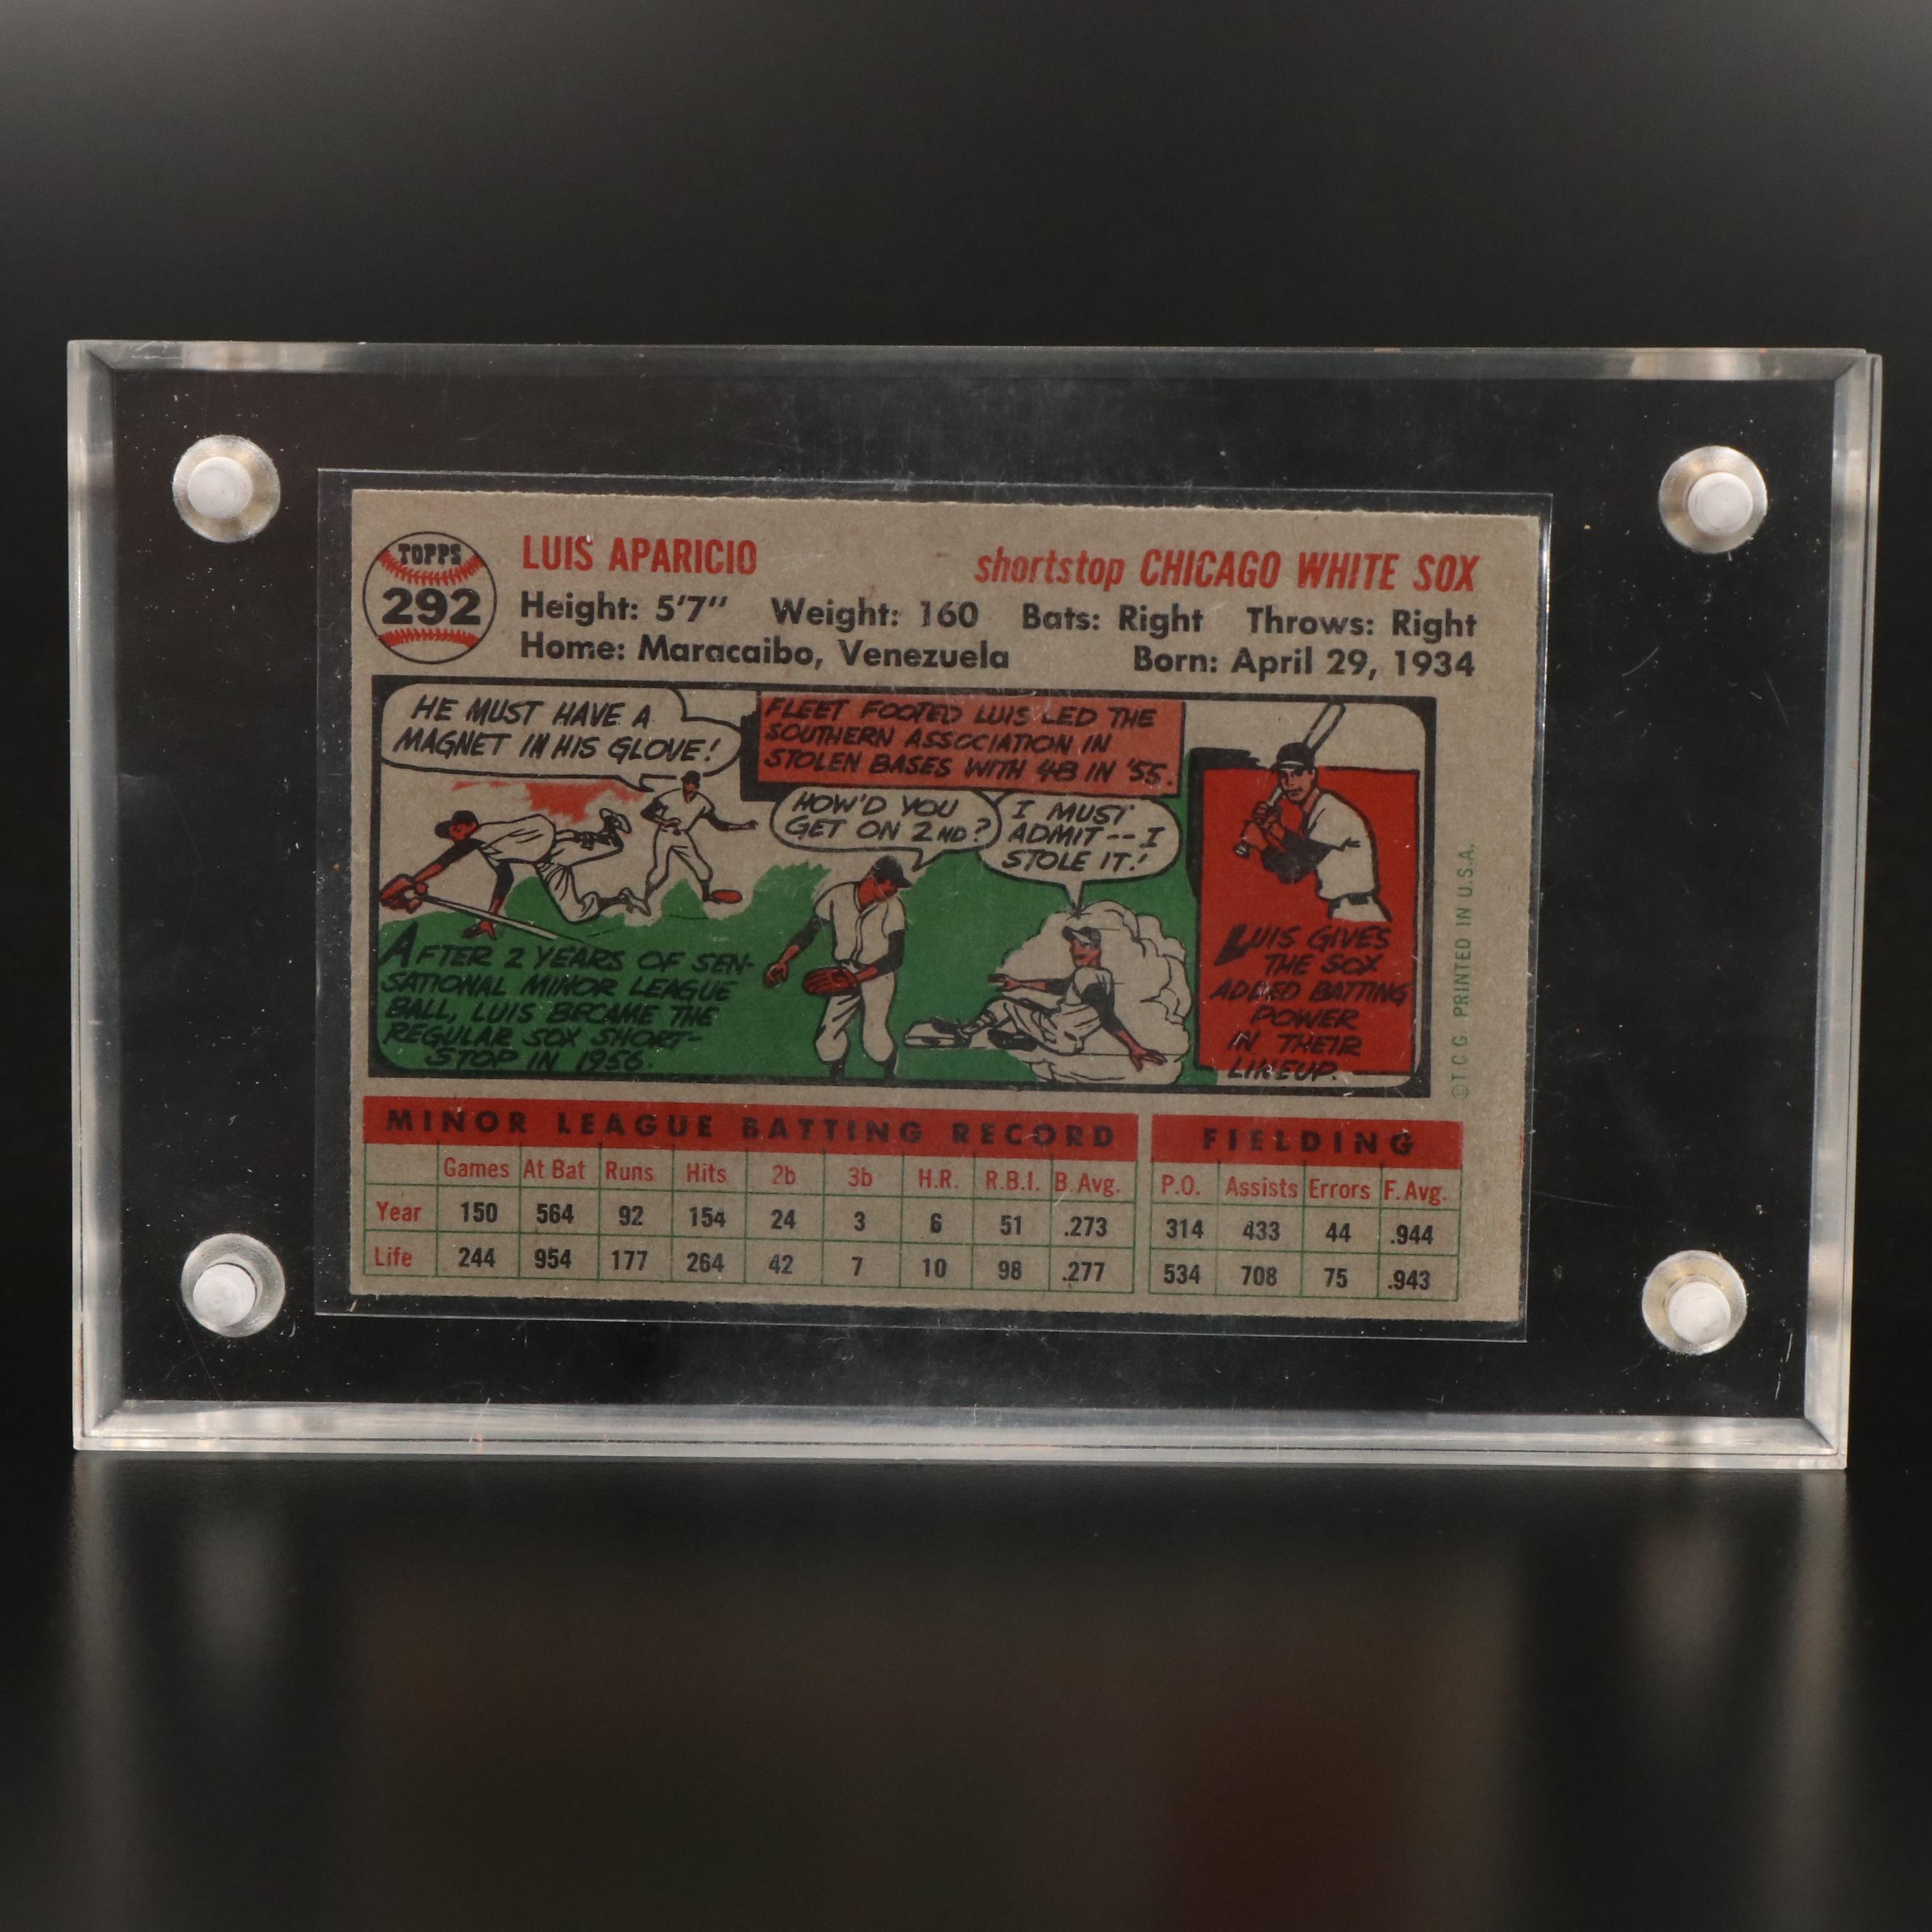 TOPPS
292
LUIS APARICIO shortstop CHICAGO WHITE SOX
Height: 5'7" Weight: 160 Bats: Right Throws: Right
Home: Maracaibo, Venezuela Born: April 29, 1934
HE MUST HAVE A
MAGNET IN HIS GLOVE!
FLEET FOOTED LUIS LED THE
SOUTHERN ASSOCIATION IN
STOLEN BASES WITH 48 IN '55.
HOW'D YOU
GET ON 2ND?
I MUST
ADMIT -- I
STOLE IT!
AFTER 2 YEARS OF SEN-
SATIONAL MINOR LEAGUE
BALL, LUIS BECAME THE
REGULAR SOX SHORT-
STOP IN 1956.
LUIS GIVES
THE SOX
ADDED BATTING
POWER
IN THEIR
LINEUP.
© T.C.G. PRINTED IN U.S.A.
MINOR LEAGUE BATTING RECORD
Games At Bat Runs Hits 2b 3b H.R. R.B.I. B. Avg.
Year 150 564 92 154 24 3 6 51 .273
Life 244 954 177 264 42 7 10 98 .277
FIELDING
P.O. Assists Errors F. Avg.
314 433 44 .944
534 708 75 .943